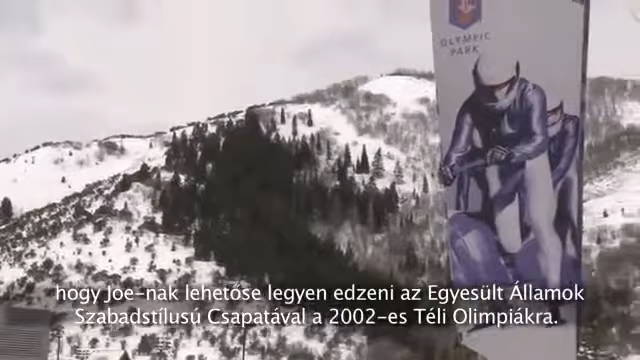 OLYMPIC
PARK
hogy Joe-nak lehetőse legyen edzeni az Egyesült Államok
Szabadstílusú Csapatával a 2002-es Téli Olimpiákra.